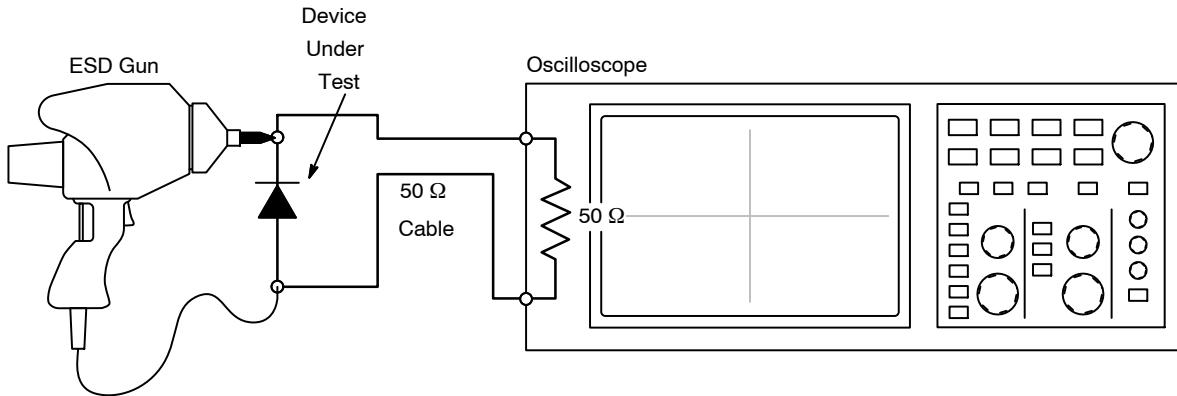 Device
Under
Test
ESD Gun
Oscilloscope
50 Ω
Cable
50 Ω